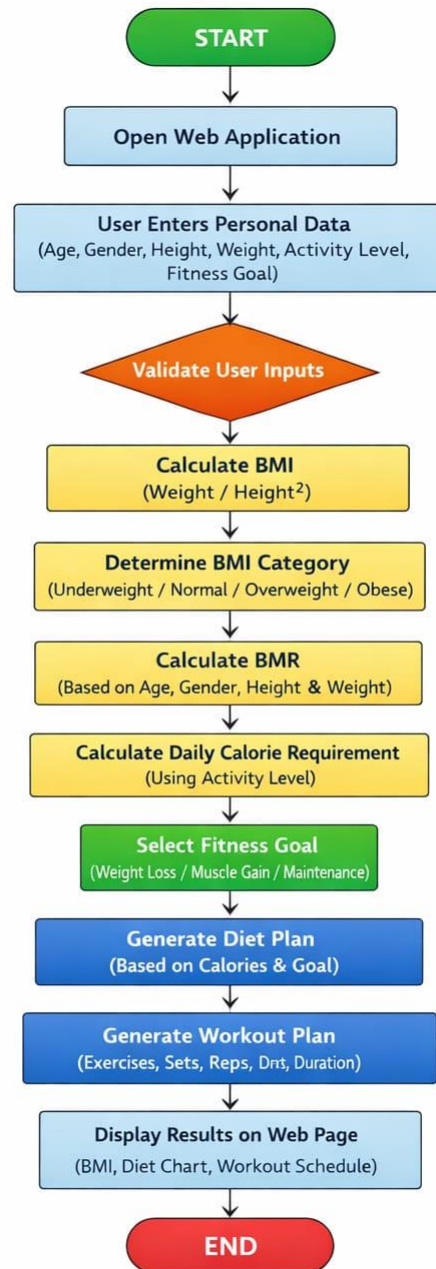 START
Open Web Application
User Enters Personal Data
(Age, Gender, Height, Weight, Activity Level,
Fitness Goal)
Validate User Inputs
Calculate BMI
(Weight / Height²)
Determine BMI Category
(Underweight / Normal / Overweight / Obese)
Calculate BMR
(Based on Age, Gender, Height & Weight)
Calculate Daily Calorie Requirement
(Using Activity Level)
Select Fitness Goal
(Weight Loss / Muscle Gain / Maintenance)
Generate Diet Plan
(Based on Calories & Goal)
Generate Workout Plan
(Exercises, Sets, Reps, Duration)
Display Results on Web Page
(BMI, Diet Chart, Workout Schedule)
END